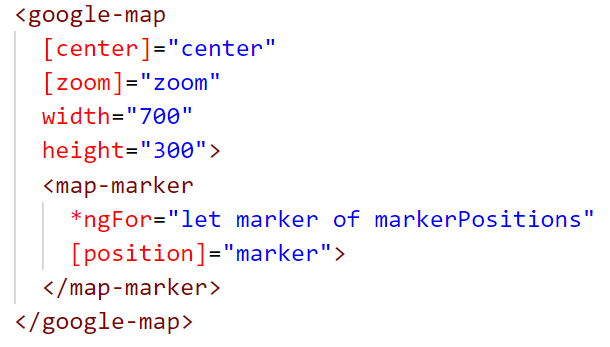 <google-map
[center]="center"
[zoom]="zoom"
width="700"
height="300">
<map-marker
*ngFor="let marker of markerPositions"
[position]="marker">
</map-marker>
</google-map>